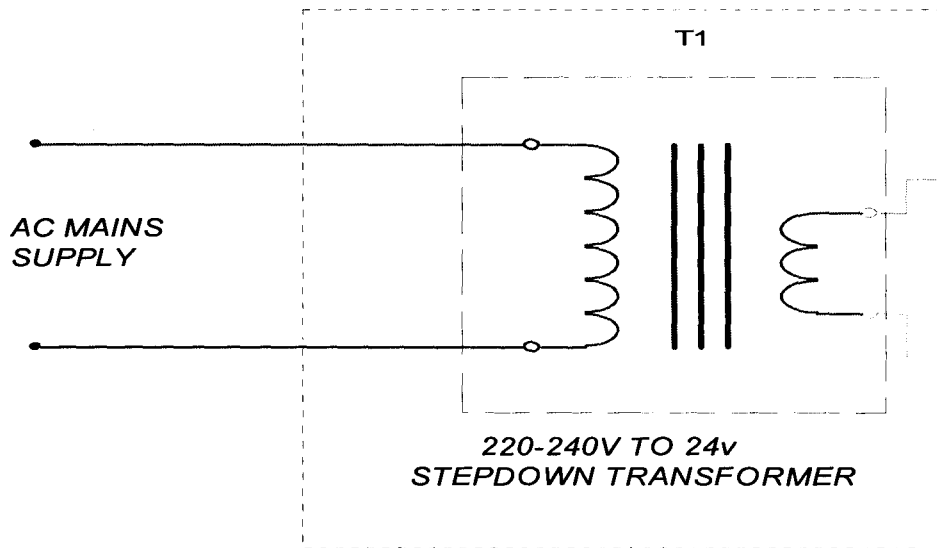 T1
AC MAINS
SUPPLY
220-240V TO 24v
STEPDOWN TRANSFORMER